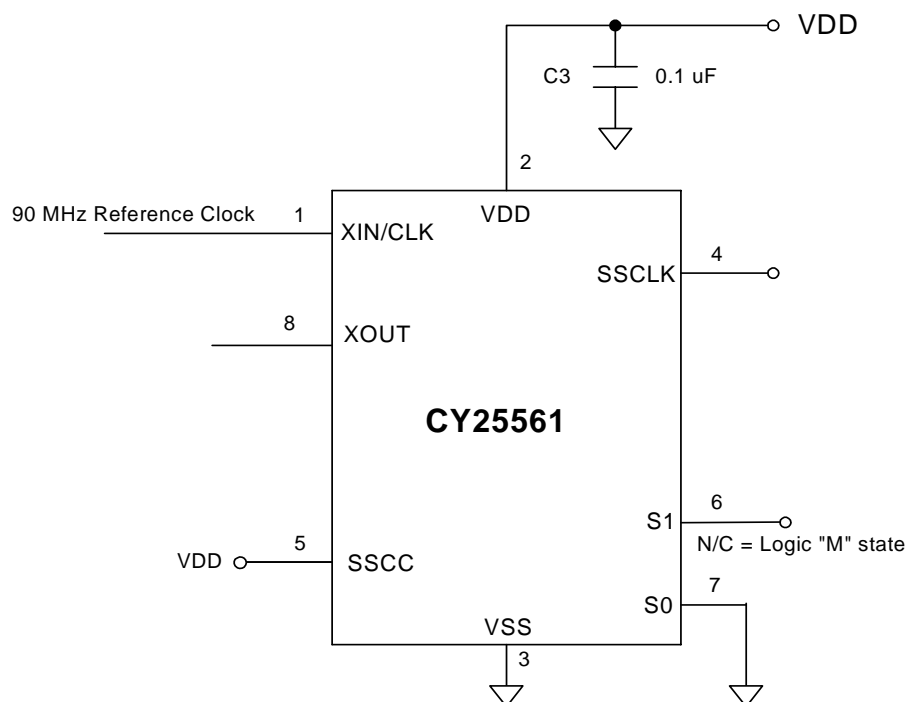 VDD
C3 0.1 uF
2
90 MHz Reference Clock 1
VDD
XIN/CLK
4
SSCLK
8
XOUT
CY25561
6
S1
N/C = Logic "M" state
5
VDD
SSCC
7
S0
VSS
3